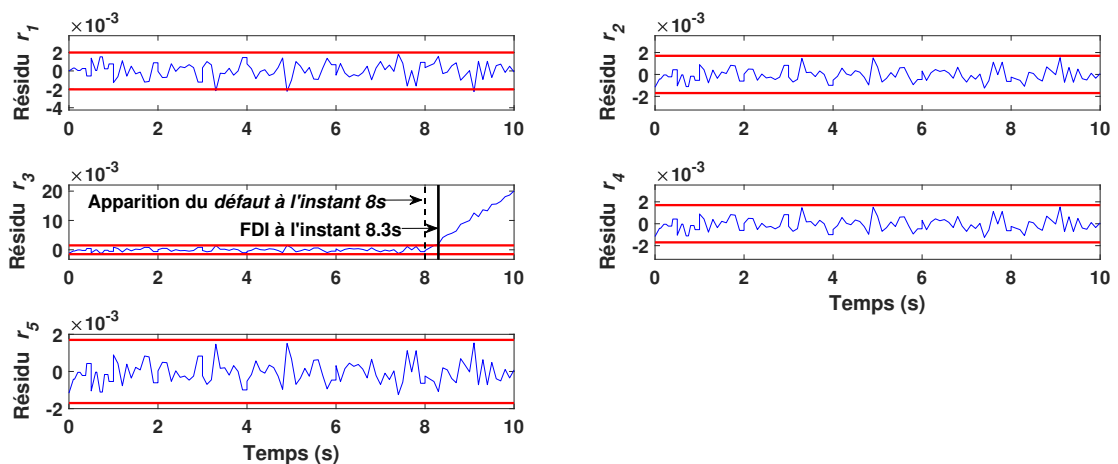 ×10⁻³
Résidu r₁
2
0
-2
-4
0 2 4 6 8 10
×10⁻³
Résidu r₂
2
0
-2
0 2 4 6 8 10
×10⁻³
Résidu r₃
20
10
0
Apparition du défaut à l'instant 8s
FDI à l'instant 8.3s
0 2 4 6 8 10
×10⁻³
Résidu r₄
2
0
-2
0 2 4 6 8 10
Temps (s)
×10⁻³
Résidu r₅
2
0
-2
0 2 4 6 8 10
Temps (s)